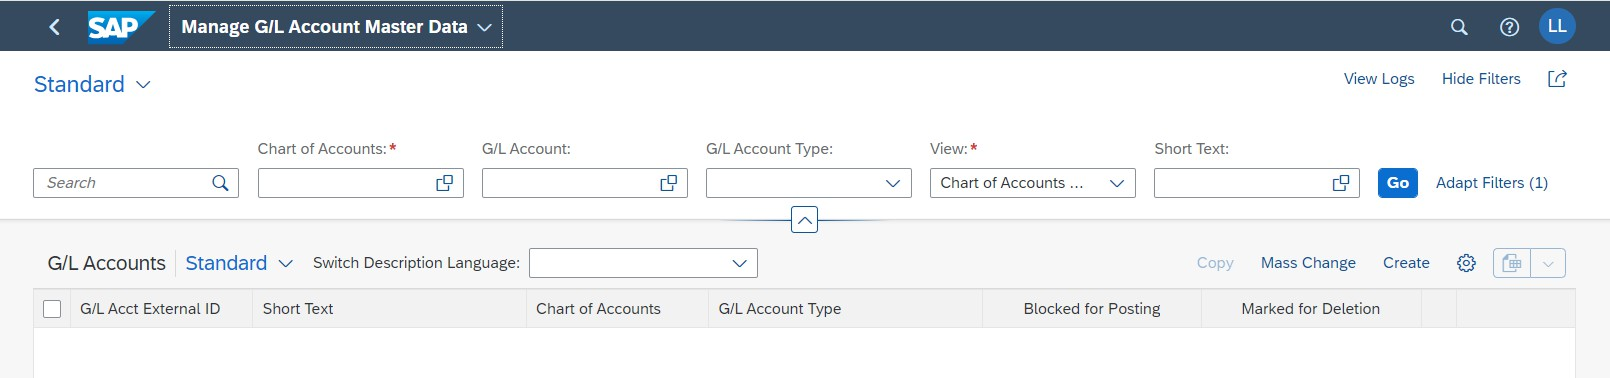 SAP Manage G/L Account Master Data LL
Standard View Logs Hide Filters
Chart of Accounts:* G/L Account: G/L Account Type: View:* Short Text:
Search Chart of Accounts ... Go Adapt Filters (1)
G/L Accounts Standard Switch Description Language: Copy Mass Change Create
G/L Acct External ID Short Text Chart of Accounts G/L Account Type Blocked for Posting Marked for Deletion